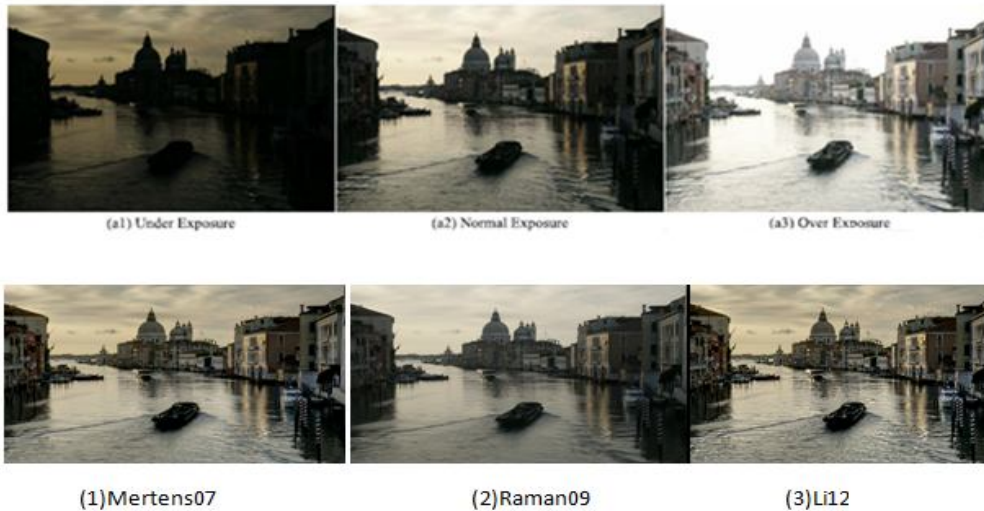 (a1) Under Exposure
(a2) Normal Exposure
(a3) Over Exposure
(1)Mertens07
(2)Raman09
(3)Li12